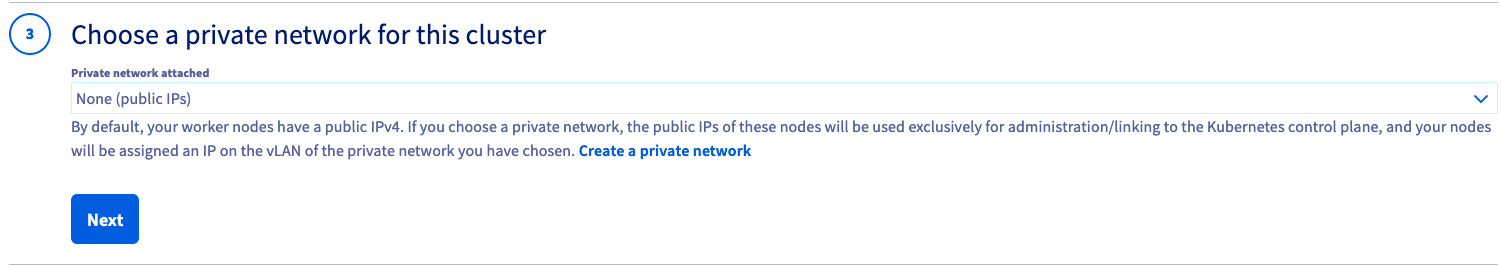 3
Choose a private network for this cluster
Private network attached
None (public IPs)
By default, your worker nodes have a public IPv4. If you choose a private network, the public IPs of these nodes will be used exclusively for administration/linking to the Kubernetes control plane, and your nodes
will be assigned an IP on the vLAN of the private network you have chosen. Create a private network
Next